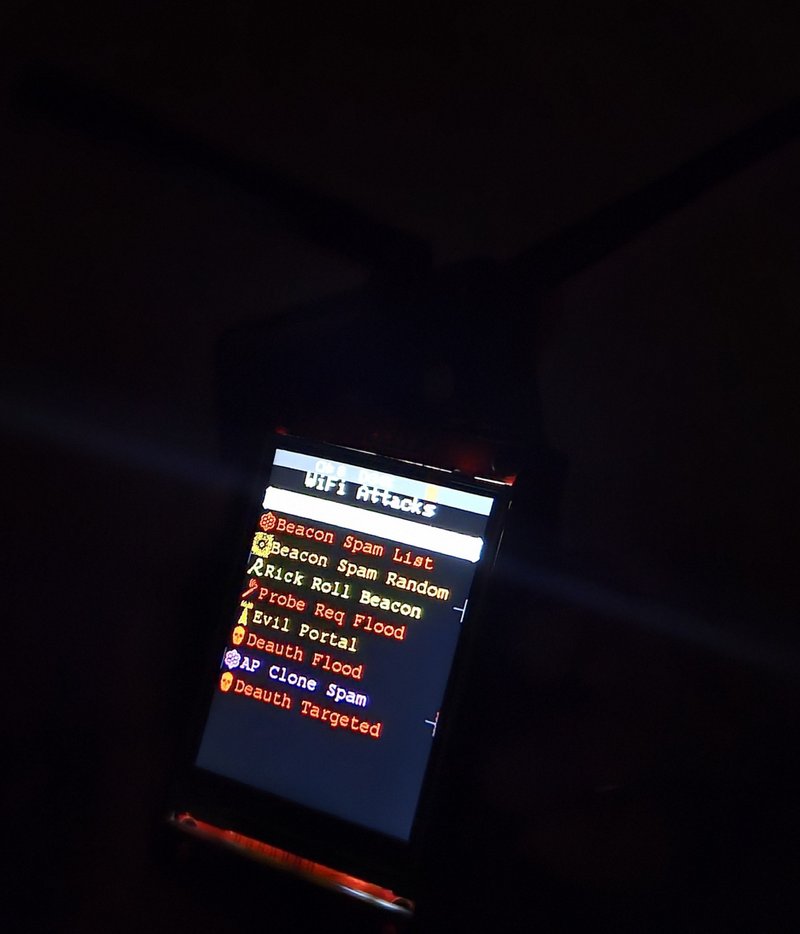 WiFi Attacks
Beacon Spam List
Beacon Spam Random
Rick Roll Beacon
Probe Req Flood
Evil Portal
Deauth Flood
AP Clone Spam
Deauth Targeted